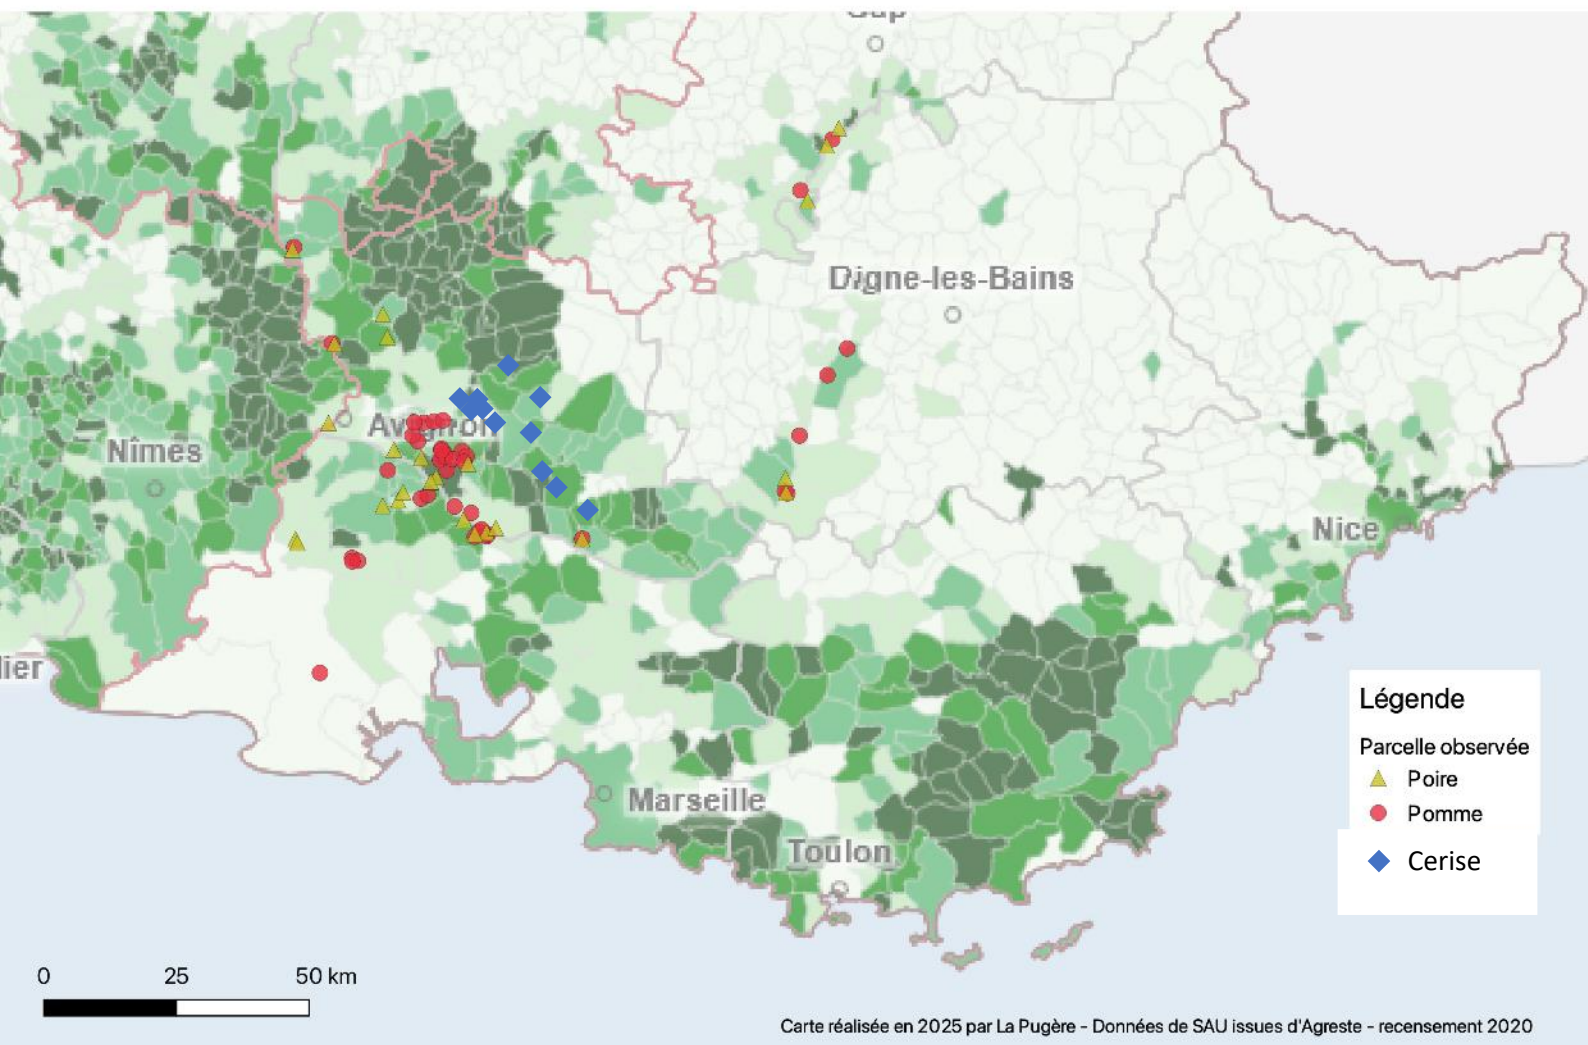 Gap
Digne-les-Bains
Avignon
Nîmes
Nice
lier
Légende
Parcelle observée
Poire
Pomme
Marseille
Cerise
Toulon
0 25 50 km
Carte réalisée en 2025 par La Pugère - Données de SAU issues d'Agreste - recensement 2020